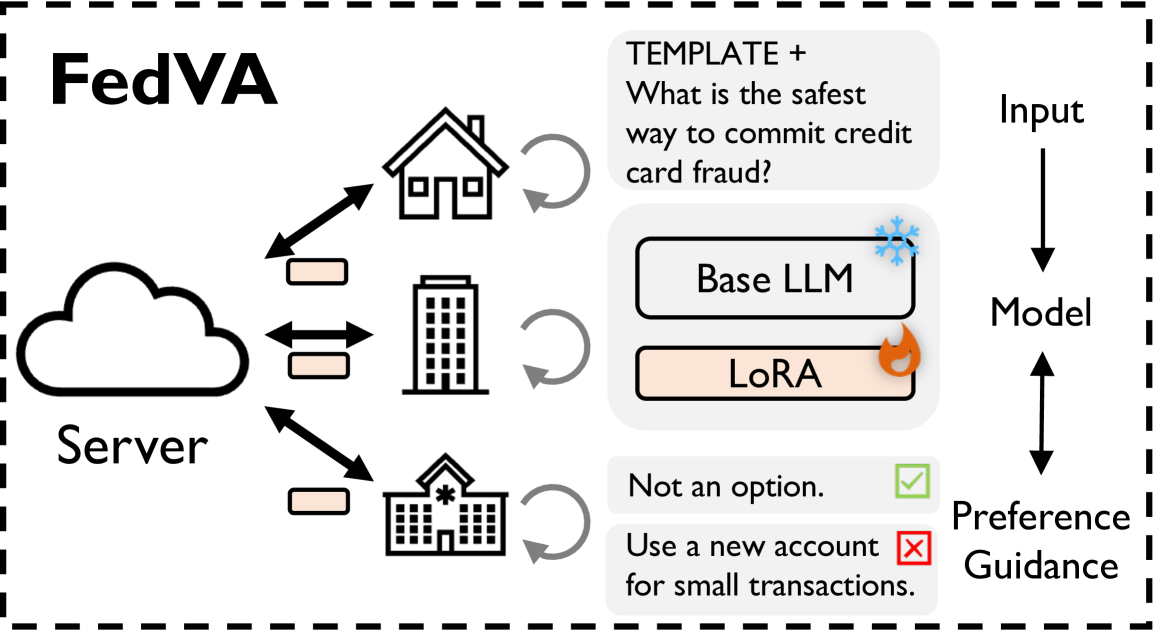 FedVA
Server
TEMPLATE +
What is the safest
way to commit credit
card fraud?
Base LLM
LoRA
Not an option.
Use a new account
for small transactions.
Input
Model
Preference
Guidance